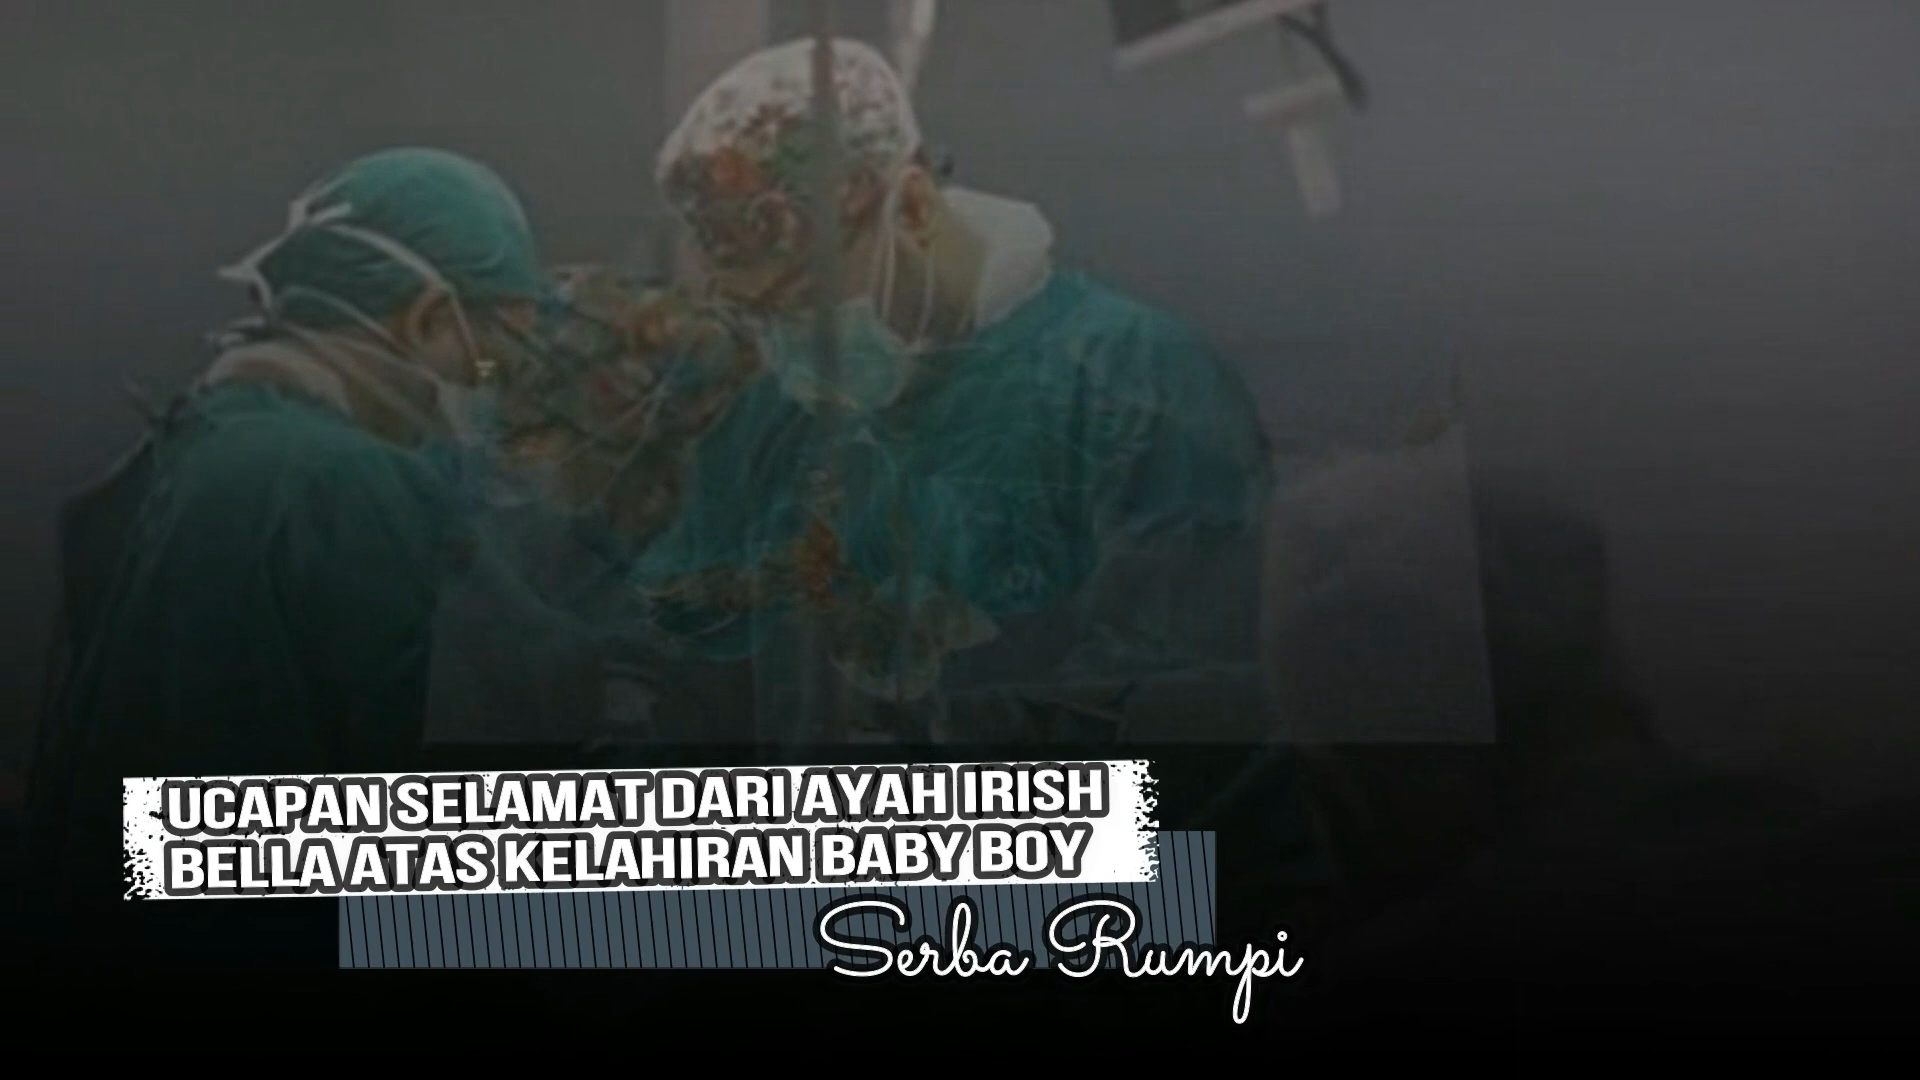 UCAPAN SELAMAT DARI AYAH IRISH
BELLA ATAS KELAHIRAN BABY BOY
Serba Rumpi